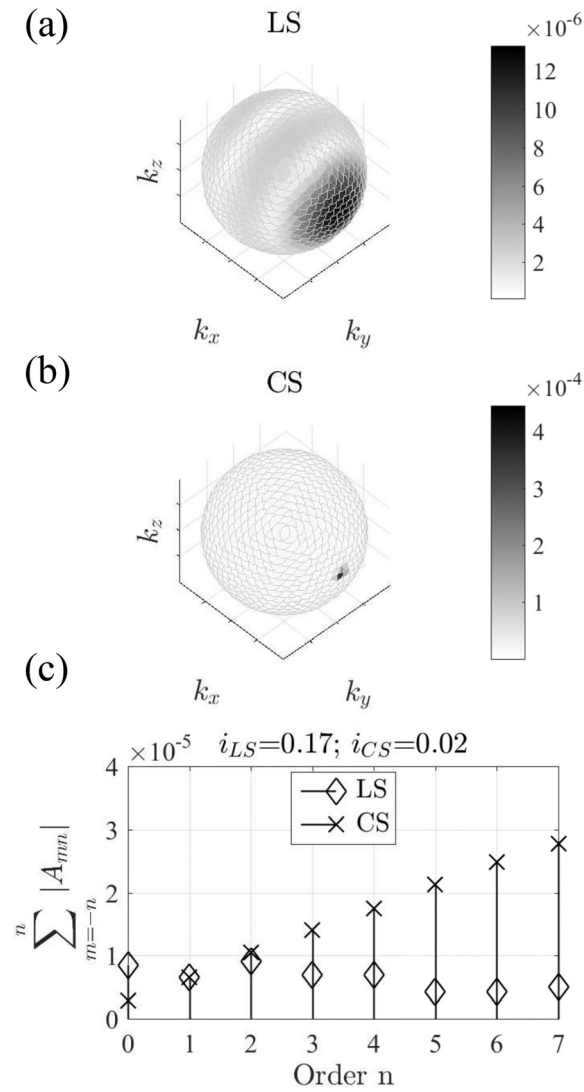 (a)
LS
×10⁻⁶
12
10
8
6
4
2
k_z
k_x
k_y
(b)
CS
×10⁻⁴
4
3
2
1
k_z
k_x
k_y
(c)
×10⁻⁵ i_LS=0.17; i_CS=0.02
4
3
2
1
0
n
∑ |A_mn|
m=−n
LS
CS
0 1 2 3 4 5 6 7
Order n